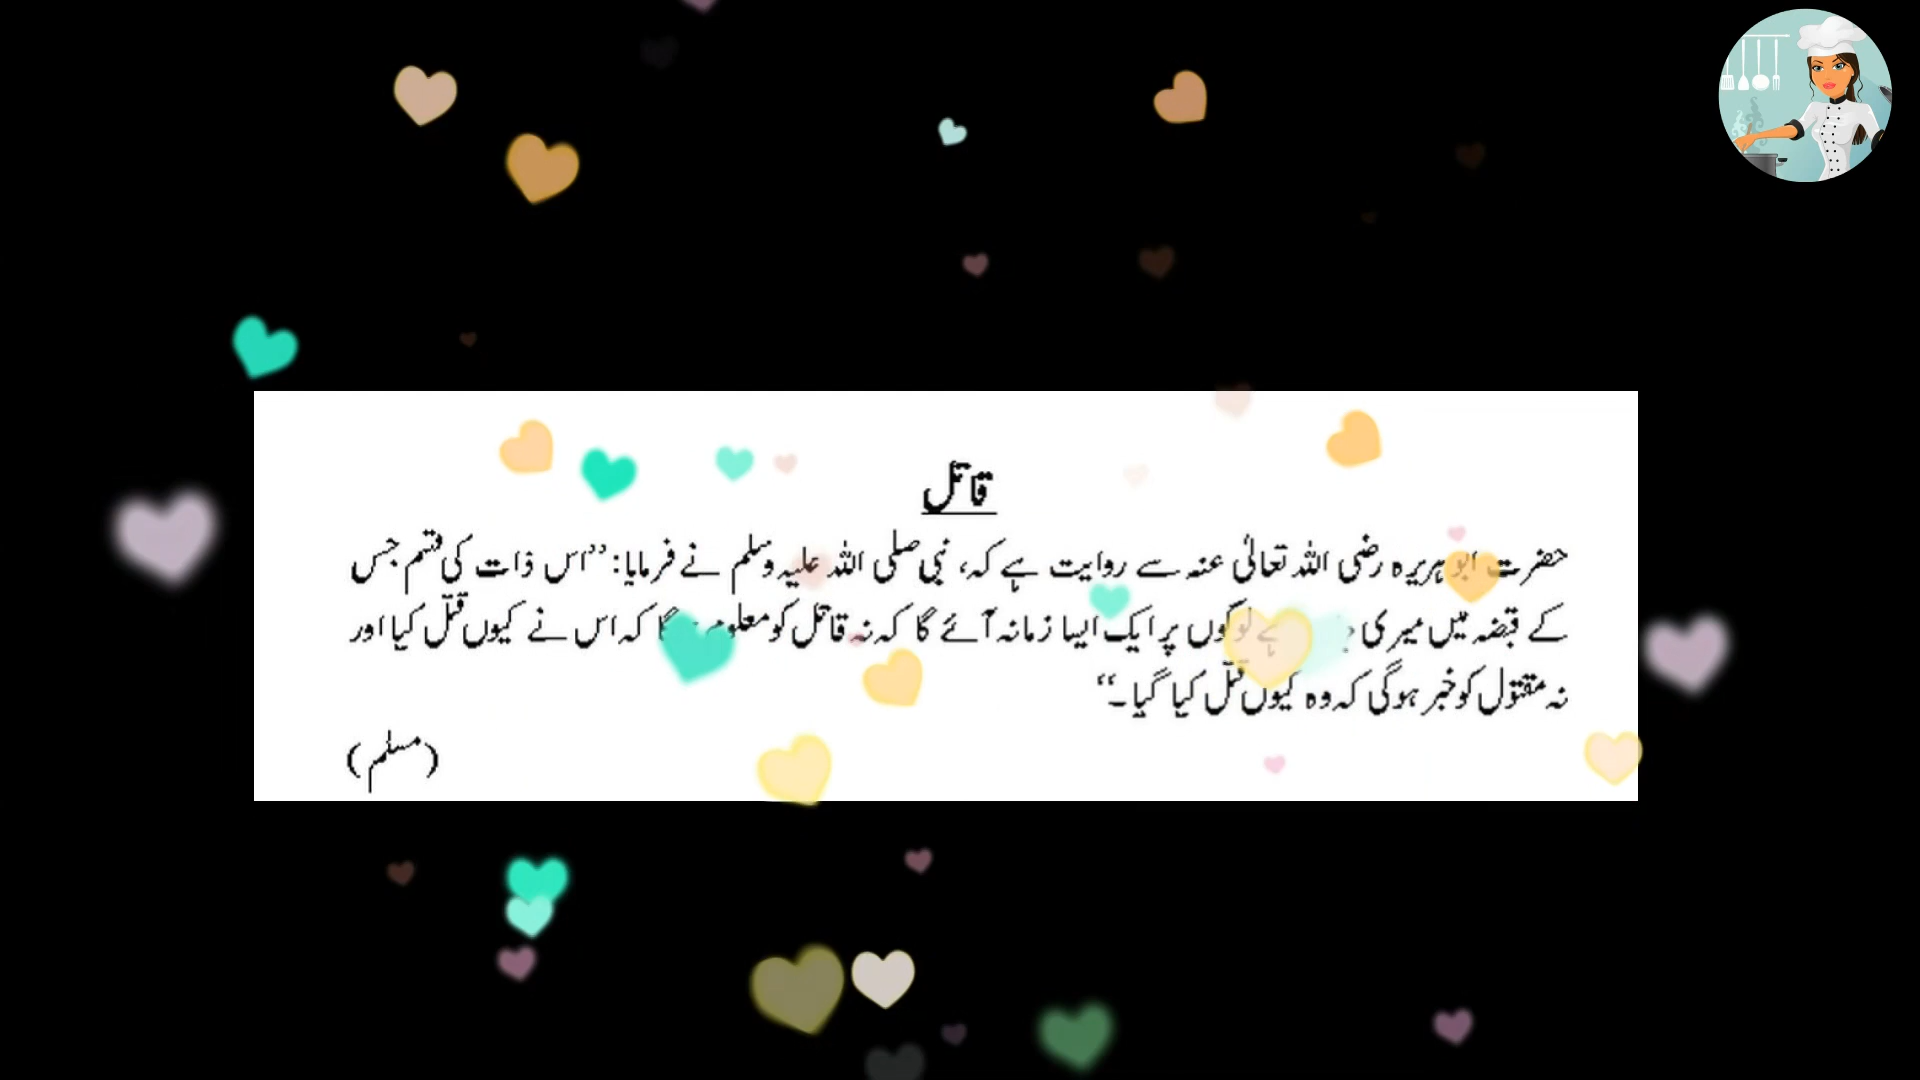 قاتل
حضرت ابو ہریرہ رضی اللہ تعالیٰ عنہ سے روایت ہے کہ، نبی صلی اللہ علیہ وسلم نے فرمایا: ”اس ذات کی قسم جس
کے قبضہ میں میری ہے لوگوں پر ایک ایسا زمانہ آئے گا کہ نہ قاتل کو معلوم گا کہ اس نے کیوں قتل کیا اور
نہ مقتول کو خبر ہوگی کہ وہ کیوں قتل کیا گیا۔“
(مسلم)